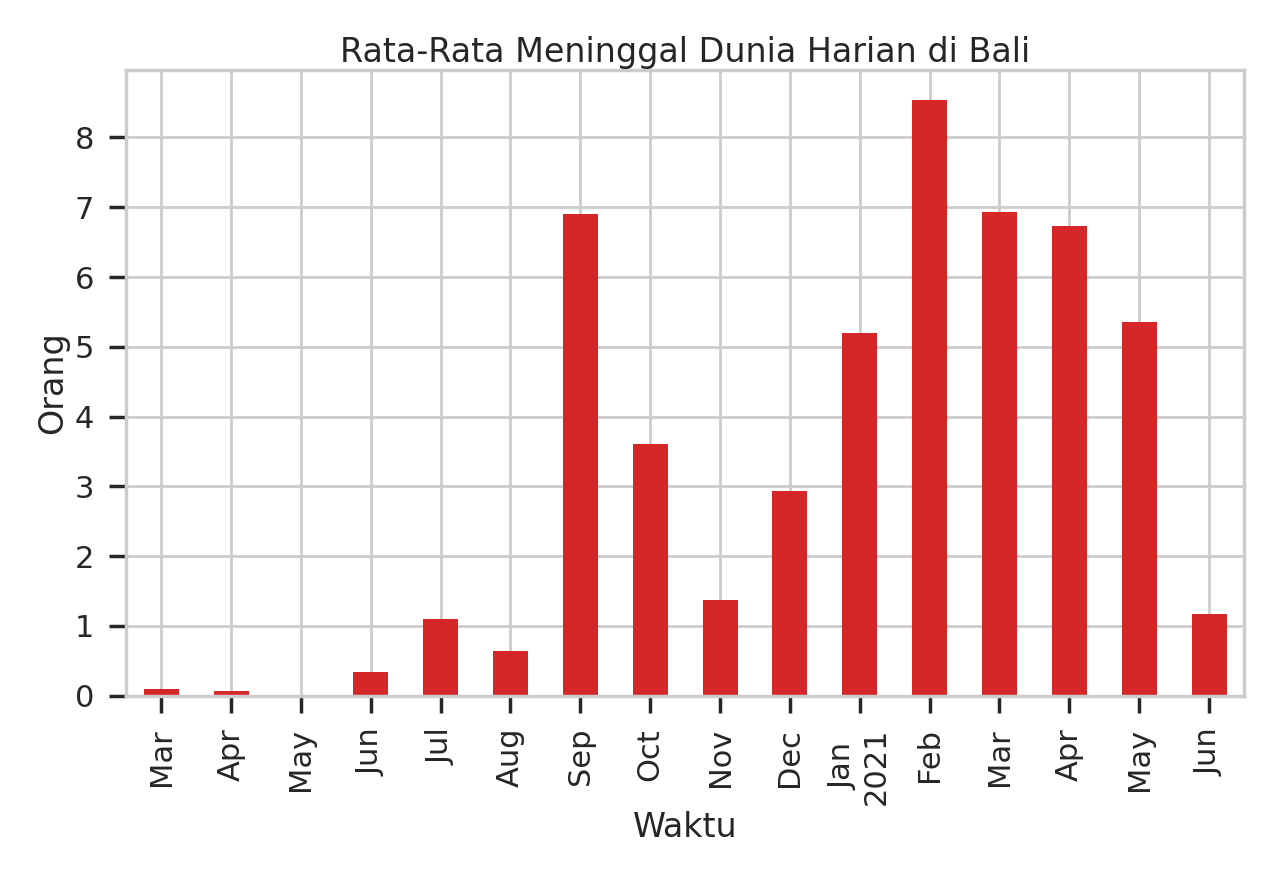 Rata-Rata Meninggal Dunia Harian di Bali
8
7
6
5
4
3
2
1
0
Orang
Mar
Apr
May
Jun
Jul
Aug
Sep
Oct
Nov
Dec
Jan
2021
Feb
Mar
Apr
May
Jun
Waktu